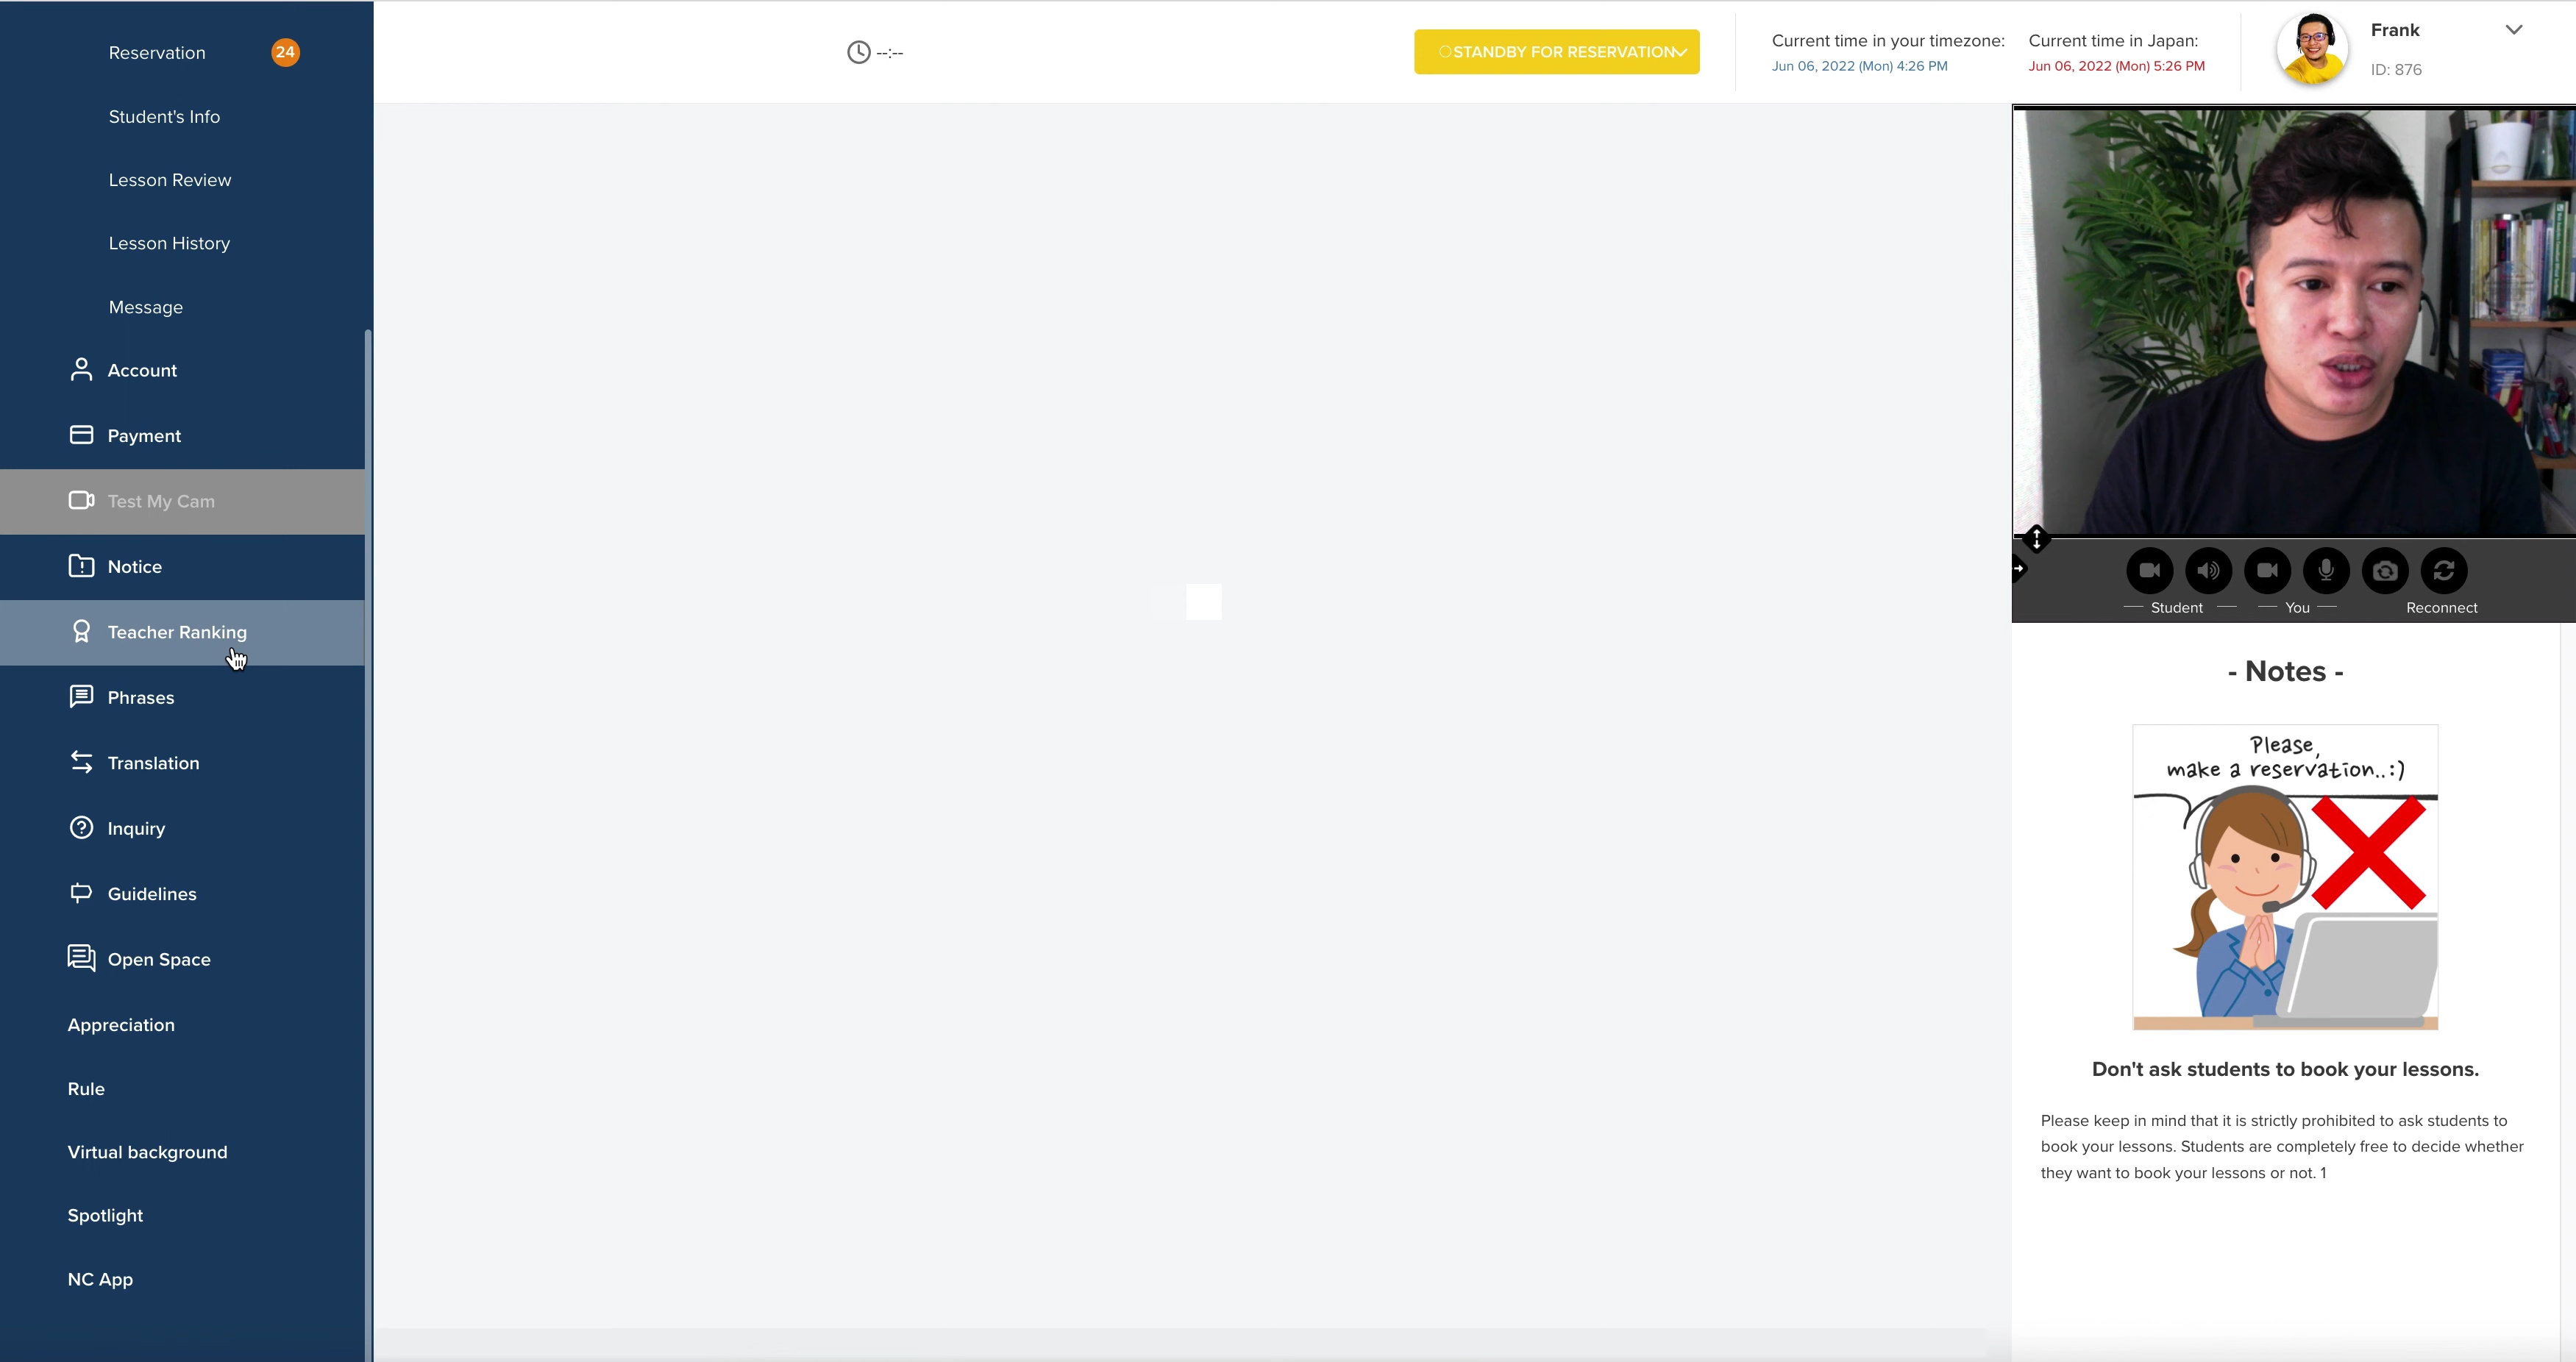 Reservation 24
Student's Info
Lesson Review
Lesson History
Message
Account
Payment
Test My Cam
Notice
Teacher Ranking
Phrases
Translation
Inquiry
Guidelines
Open Space
Appreciation
Rule
Virtual background
Spotlight
NC App
--:--
STANDBY FOR RESERVATION
Current time in your timezone:
Jun 06, 2022 (Mon) 4:26 PM
Current time in Japan:
Jun 06, 2022 (Mon) 5:26 PM
Frank
ID: 876
Student
You
Reconnect
- Notes -
Please,
make a reservation..:)
Don't ask students to book your lessons.
Please keep in mind that it is strictly prohibited to ask students to
book your lessons. Students are completely free to decide whether
they want to book your lessons or not. 1